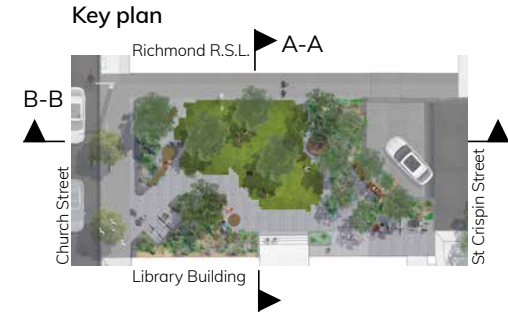 Key plan
Richmond R.S.L.
A-A
B-B
Church Street
St Crispin Street
Library Building